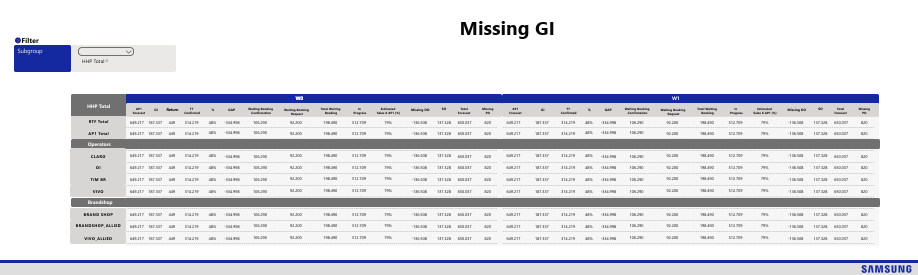 Missing GI
Filter
Subgroup
HHP Total
HHP Total W0 W1
API Forecast GI Return TT Confirmed % GAP Waiting Booking Confirmation Waiting Booking Request Total Waiting Booking In Progress Estimated Sales X API (%) Missing DO SO Total Forecast Missing PO API Forecast GI TT Confirmed % GAP Waiting Booking Confirmation Waiting Booking Request Total Waiting Booking In Progress Estimated Sales X API (%) Missing DO SO Total Forecast Missing PO
BTF Total 649.217 187.337 449 314.219 48% -334.998 106.290 92.200 198.490 512.709 79% -136.508 137.328 650.037 820 649.217 187.337 314.219 48% -334.998 106.290 92.200 198.490 512.709 79% -136.508 137.328 650.037 820
API Total 649.217 187.337 449 314.219 48% -334.998 106.290 92.200 198.490 512.709 79% -136.508 137.328 650.037 820 649.217 187.337 314.219 48% -334.998 106.290 92.200 198.490 512.709 79% -136.508 137.328 650.037 820
Operators
CLARO 649.217 187.337 449 314.219 48% -334.998 106.290 92.200 198.490 512.709 79% -136.508 137.328 650.037 820 649.217 187.337 314.219 48% -334.998 106.290 92.200 198.490 512.709 79% -136.508 137.328 650.037 820
OI 649.217 187.337 449 314.219 48% -334.998 106.290 92.200 198.490 512.709 79% -136.508 137.328 650.037 820 649.217 187.337 314.219 48% -334.998 106.290 92.200 198.490 512.709 79% -136.508 137.328 650.037 820
TIM BR 649.217 187.337 449 314.219 48% -334.998 106.290 92.200 198.490 512.709 79% -136.508 137.328 650.037 820 649.217 187.337 314.219 48% -334.998 106.290 92.200 198.490 512.709 79% -136.508 137.328 650.037 820
VIVO 649.217 187.337 449 314.219 48% -334.998 106.290 92.200 198.490 512.709 79% -136.508 137.328 650.037 820 649.217 187.337 314.219 48% -334.998 106.290 92.200 198.490 512.709 79% -136.508 137.328 650.037 820
Brandshop
BRAND SHOP 649.217 187.337 449 314.219 48% -334.998 106.290 92.200 198.490 512.709 79% -136.508 137.328 650.037 820 649.217 187.337 314.219 48% -334.998 106.290 92.200 198.490 512.709 79% -136.508 137.328 650.037 820
BRANDSHOP_ALLIED 649.217 187.337 449 314.219 48% -334.998 106.290 92.200 198.490 512.709 79% -136.508 137.328 650.037 820 649.217 187.337 314.219 48% -334.998 106.290 92.200 198.490 512.709 79% -136.508 137.328 650.037 820
VIVO_ALLIED 649.217 187.337 449 314.219 48% -334.998 106.290 92.200 198.490 512.709 79% -136.508 137.328 650.037 820 649.217 187.337 314.219 48% -334.998 106.290 92.200 198.490 512.709 79% -136.508 137.328 650.037 820
SAMSUNG